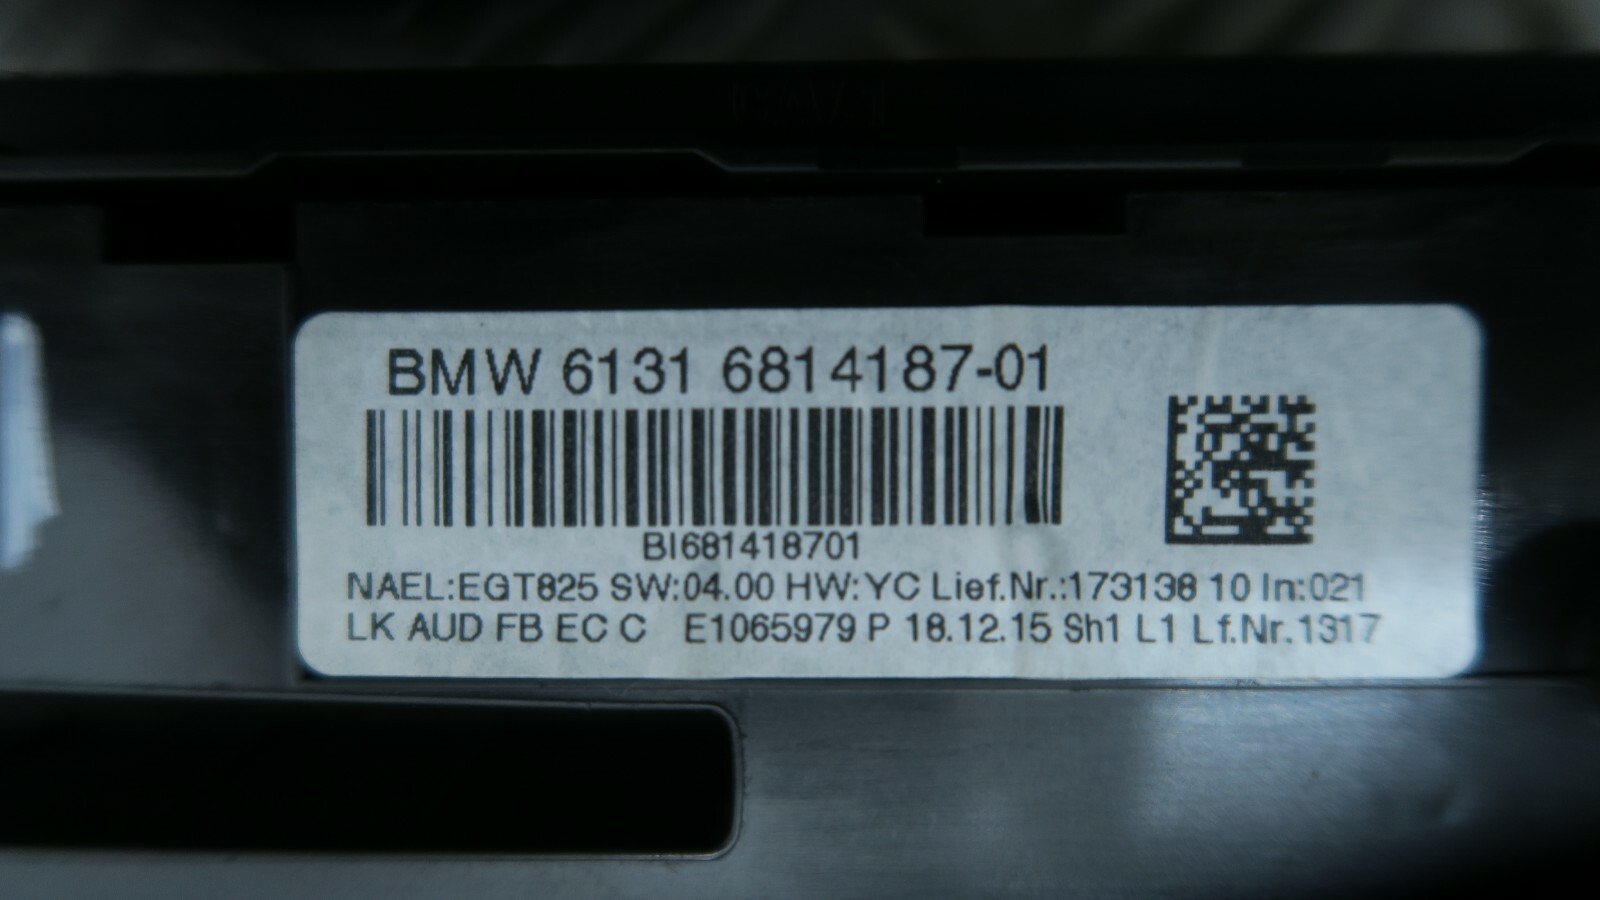 BMW 6131 6814187-01
BI681418701
NAEL:EGT825 SW:04.00 HW:YC Lief.Nr.:173138 10 In:021
LK AUD FB EC C E1065979 P 18.12.15 Sh1 L1 Lf.Nr.1317